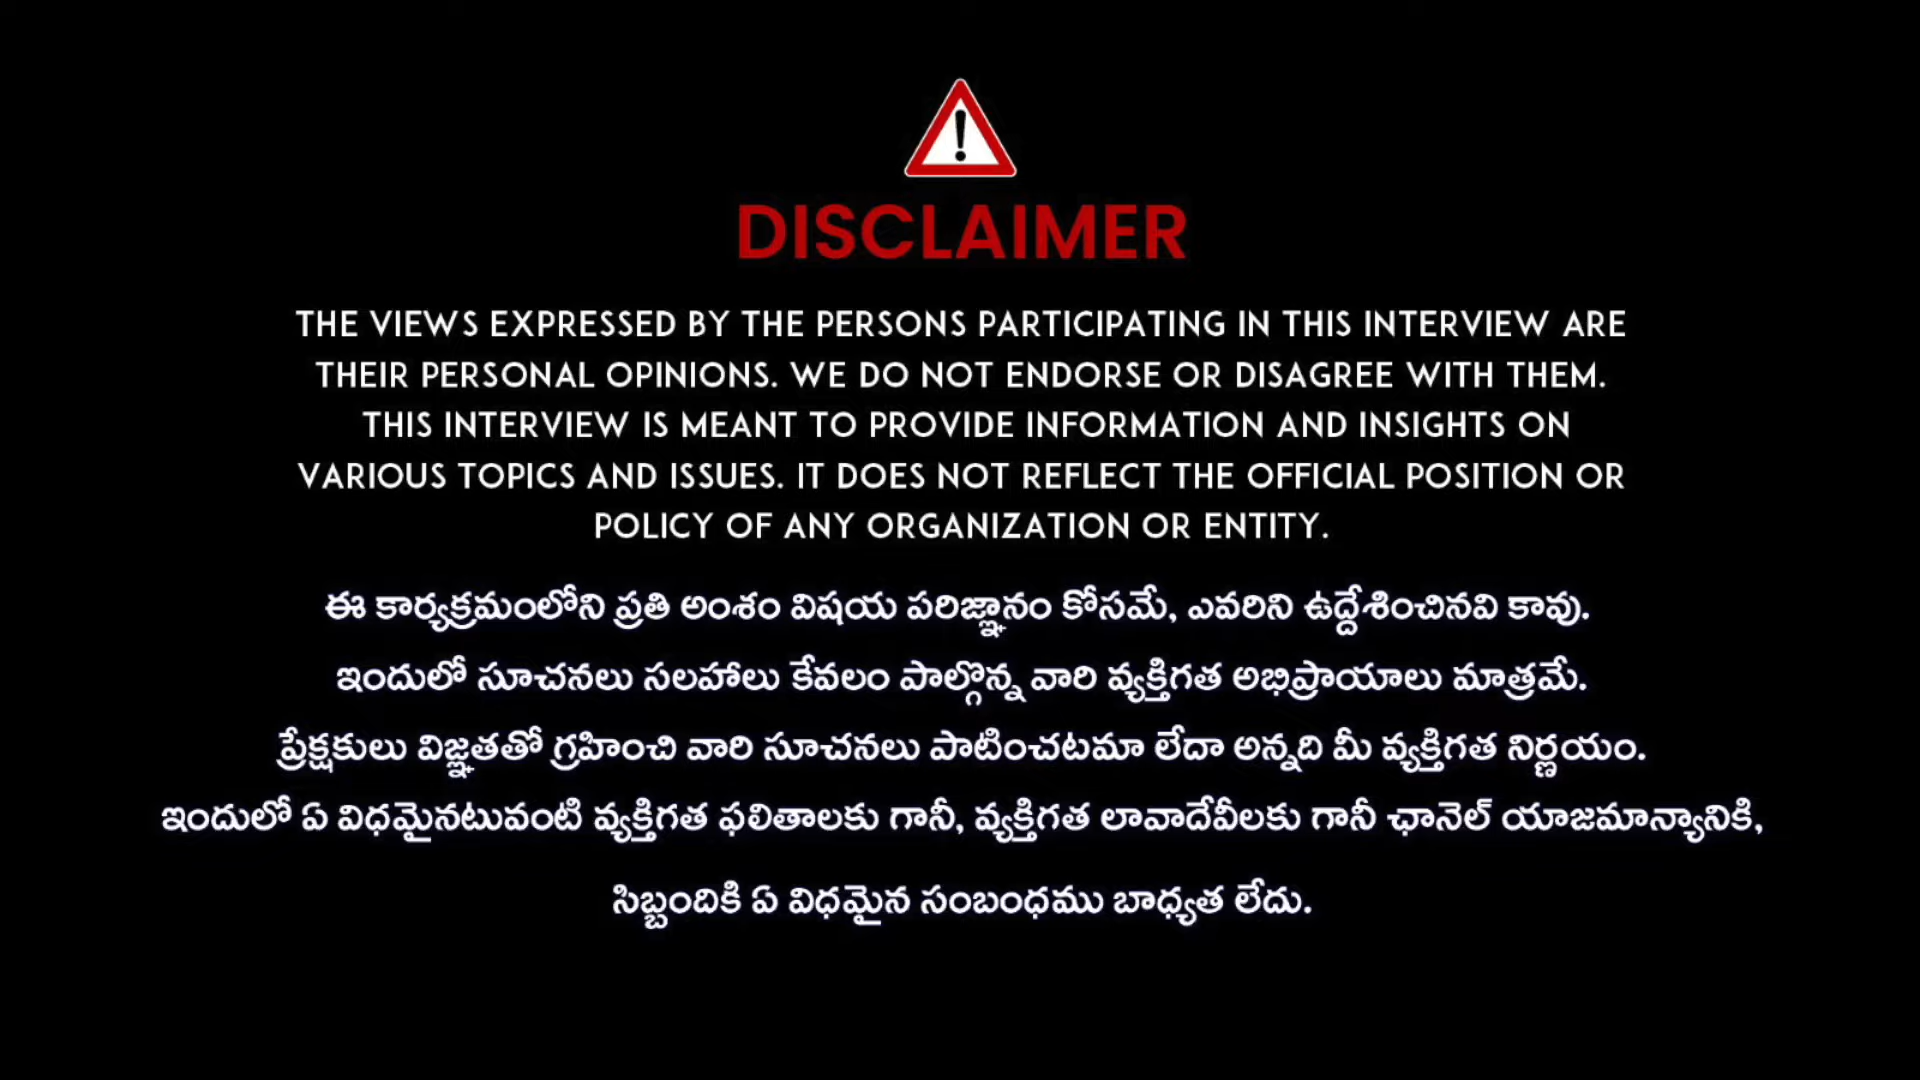 DISCLAIMER
THE VIEWS EXPRESSED BY THE PERSONS PARTICIPATING IN THIS INTERVIEW ARE
THEIR PERSONAL OPINIONS. WE DO NOT ENDORSE OR DISAGREE WITH THEM.
THIS INTERVIEW IS MEANT TO PROVIDE INFORMATION AND INSIGHTS ON
VARIOUS TOPICS AND ISSUES. IT DOES NOT REFLECT THE OFFICIAL POSITION OR
POLICY OF ANY ORGANIZATION OR ENTITY.
ఈ కార్యక్రమంలోని ప్రతి అంశం విషయ పరిజ్ఞానం కోసమే, ఎవరిని ఉద్దేశించినవి కావు.
ఇందులో సూచనలు సలహాలు కేవలం పాల్గొన్న వారి వ్యక్తిగత అభిప్రాయాలు మాత్రమే.
ప్రేక్షకులు విజ్ఞతతో గ్రహించి వారి సూచనలు పాటించటమా లేదా అన్నది మీ వ్యక్తిగత నిర్ణయం.
ఇందులో ఏ విధమైనటువంటి వ్యక్తిగత ఫలితాలకు గానీ, వ్యక్తిగత లావాదేవీలకు గానీ ఛానెల్ యాజమాన్యానికి,
సిబ్బందికి ఏ విధమైన సంబంధము బాధ్యత లేదు.